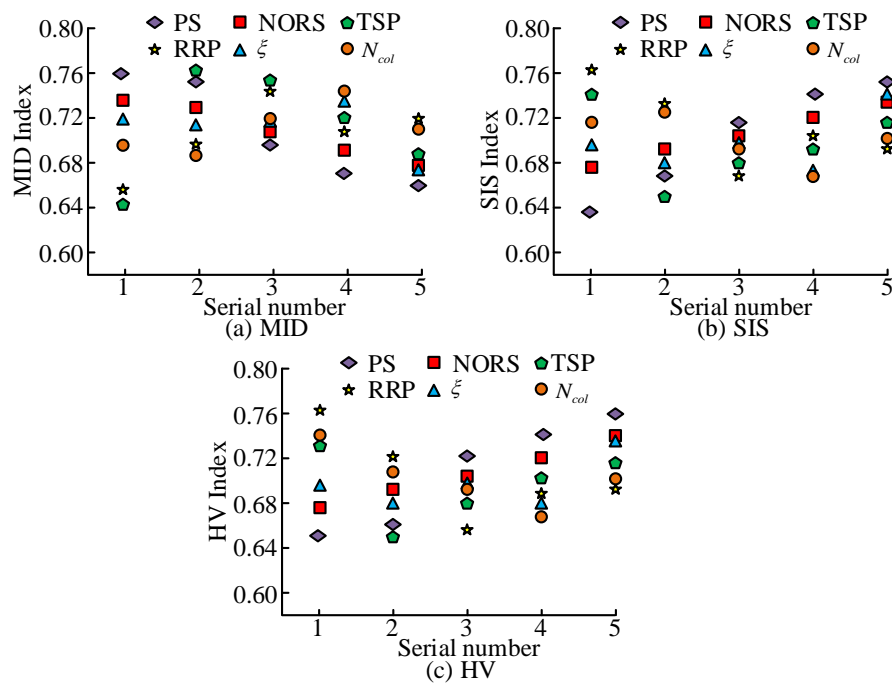 PS NORS TSP
RRP ξ N_col
0.80
0.76
0.72
0.68
0.64
0.60
MID Index
1 2 3 4 5
Serial number
(a) MID
PS NORS TSP
RRP ξ N_col
0.80
0.76
0.72
0.68
0.64
0.60
SIS Index
1 2 3 4 5
Serial number
(b) SIS
PS NORS TSP
RRP ξ N_col
0.80
0.76
0.72
0.68
0.64
0.60
HV Index
1 2 3 4 5
Serial number
(c) HV